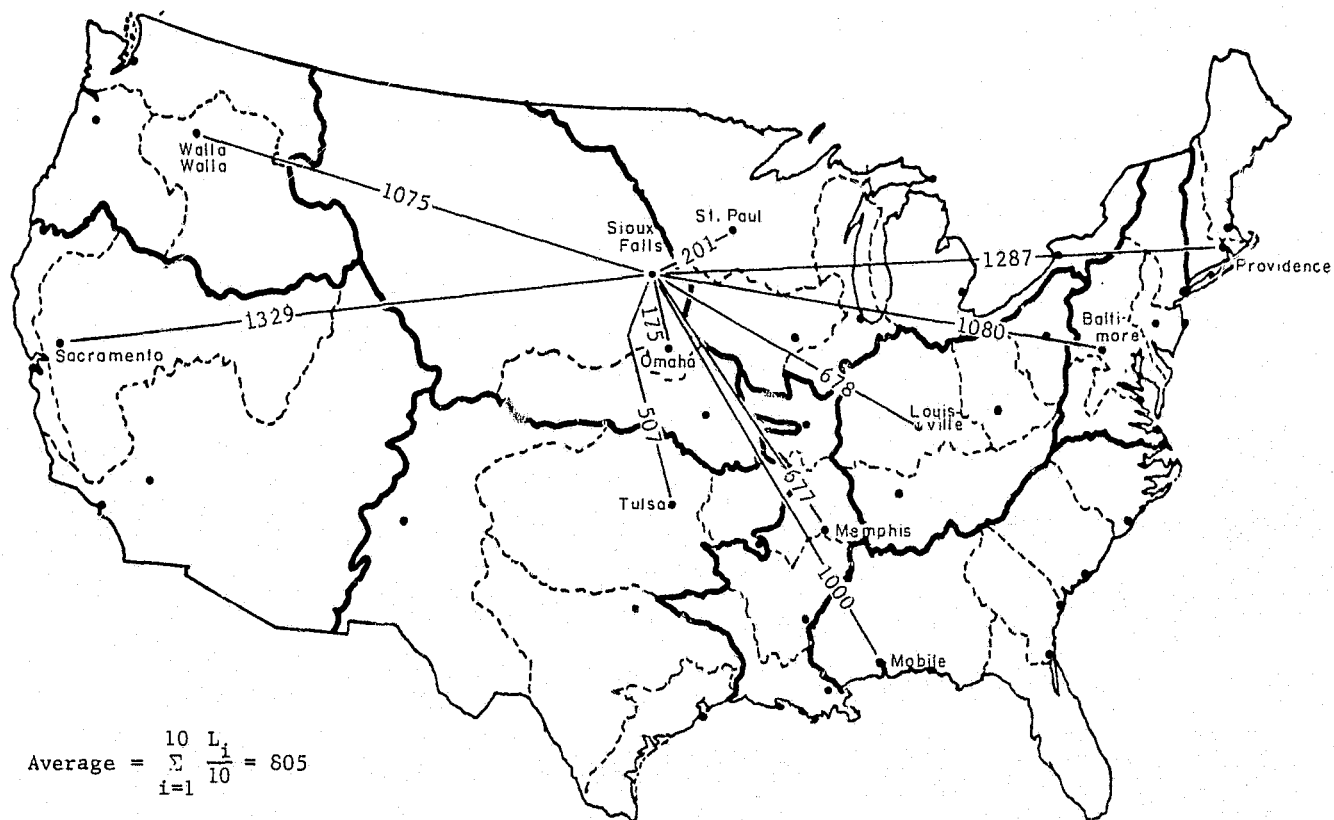 Walla
Walla
1075
St. Paul
Sioux
Falls
201
1287
Providence
1329
Sacramento
175
Omaha
1080
Balti-
more
678
Louis-
ville
507
Tulsa
677
Memphis
1000
Mobile
10 L_i
Average = Σ — = 805
i=1 10